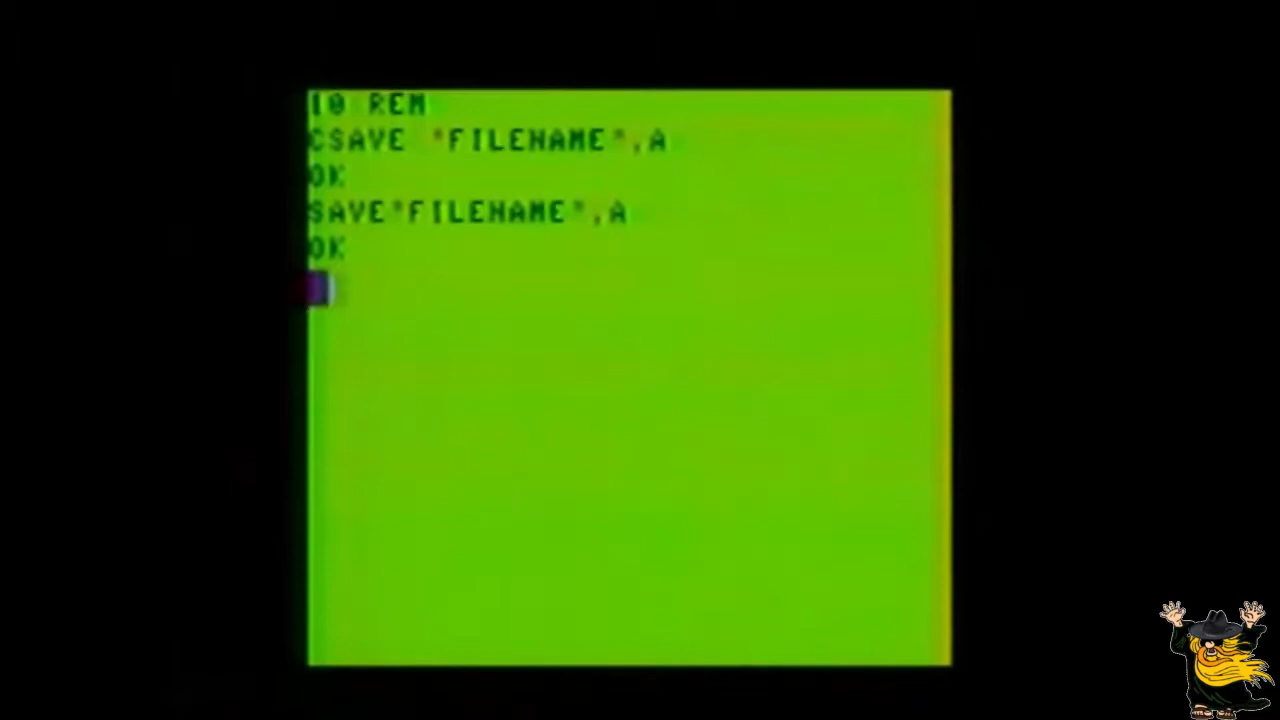 10 REM
CSAVE "FILENAME",A
OK
SAVE"FILENAME",A
OK